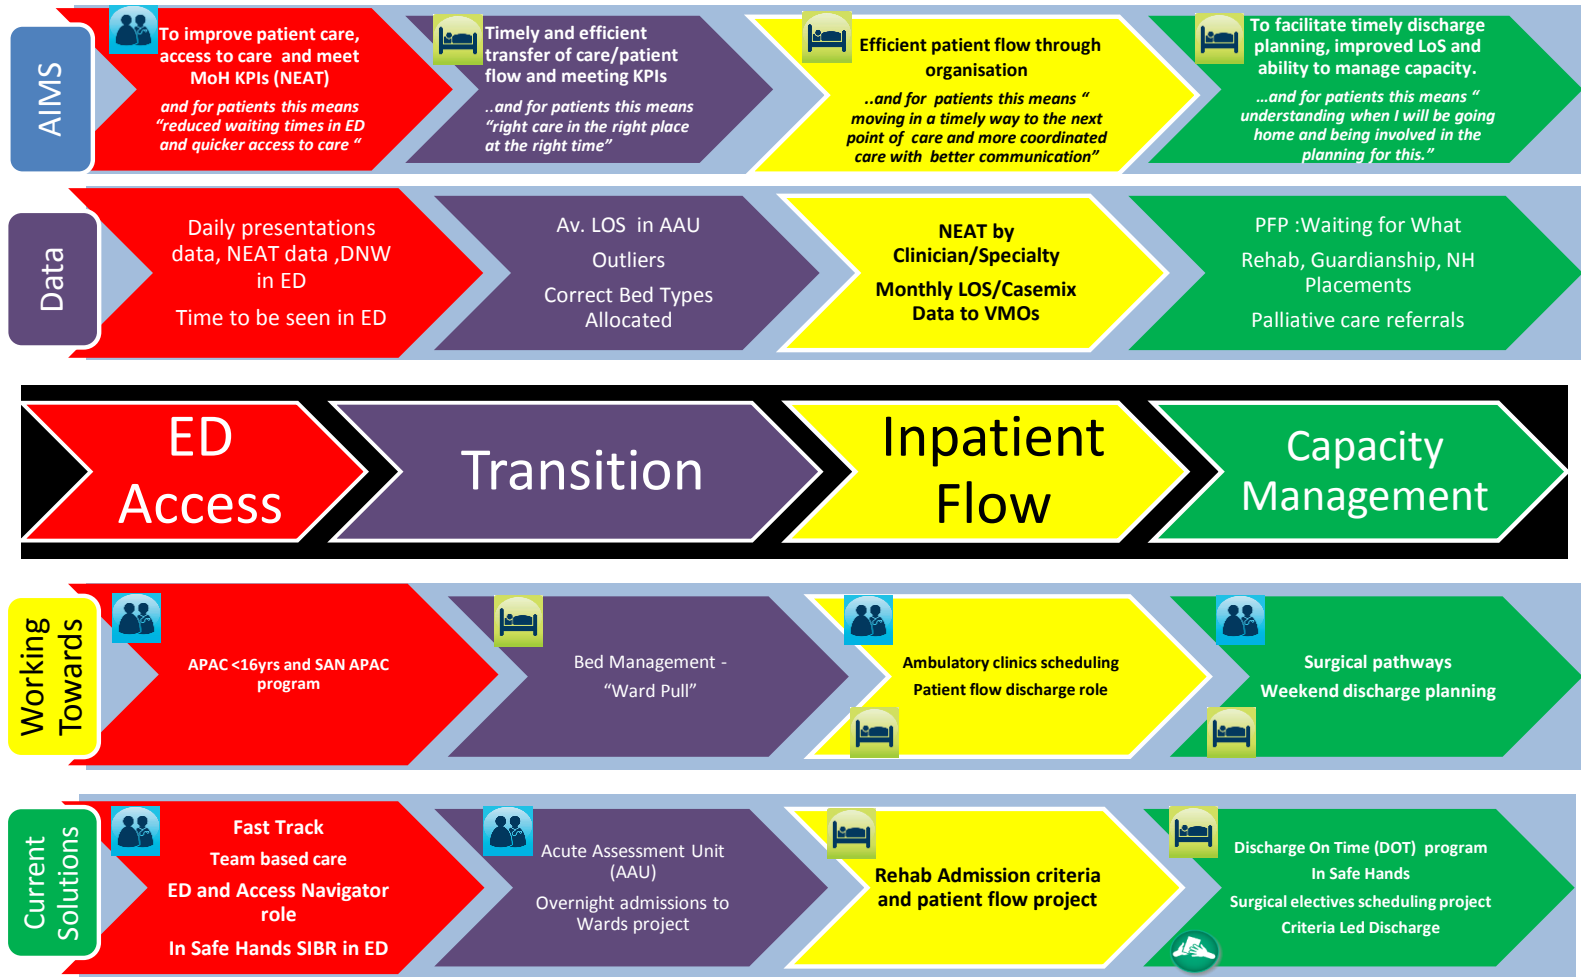 AIMS
To improve patient care,
access to care  and meet
MoH KPIs (NEAT)
and for patients this means
“reduced waiting times in ED
and quicker access to care “
Timely and efficient
transfer of care/patient
flow and meeting KPIs
..and for patients this means
“right care in the right place
at the right time”
Efficient patient flow through
organisation
..and for  patients this means “
moving in a timely way to the next
point of  care and more coordinated
care with  better communication”
To facilitate timely discharge
planning, improved LoS and
ability to manage capacity.
...and for patients this means “
understanding when I will be going
home and being involved in the
planning for this.”
Data
Daily presentations
data, NEAT data ,DNW
in ED
Time to be seen in ED
Av. LOS  in AAU
Outliers
Correct Bed Types
Allocated
NEAT by
Clinician/Specialty
Monthly LOS/Casemix
Data to VMOs
PFP :Waiting for What
Rehab, Guardianship, NH
Placements
Palliative care referrals
ED
Access
Transition
Inpatient
Flow
Capacity
Management
Working
Towards
APAC <16yrs and SAN APAC
program
Bed Management -
“Ward Pull”
Ambulatory clinics scheduling
Patient flow discharge role
Surgical pathways
Weekend discharge planning
Current
Solutions
Fast Track
Team based care
ED and Access Navigator
role
In Safe Hands SIBR in ED
Acute Assessment Unit
(AAU)
Overnight admissions to
Wards project
Rehab Admission criteria
and patient flow project
Discharge On Time (DOT)  program
In Safe Hands
Surgical electives scheduling project
Criteria Led Discharge